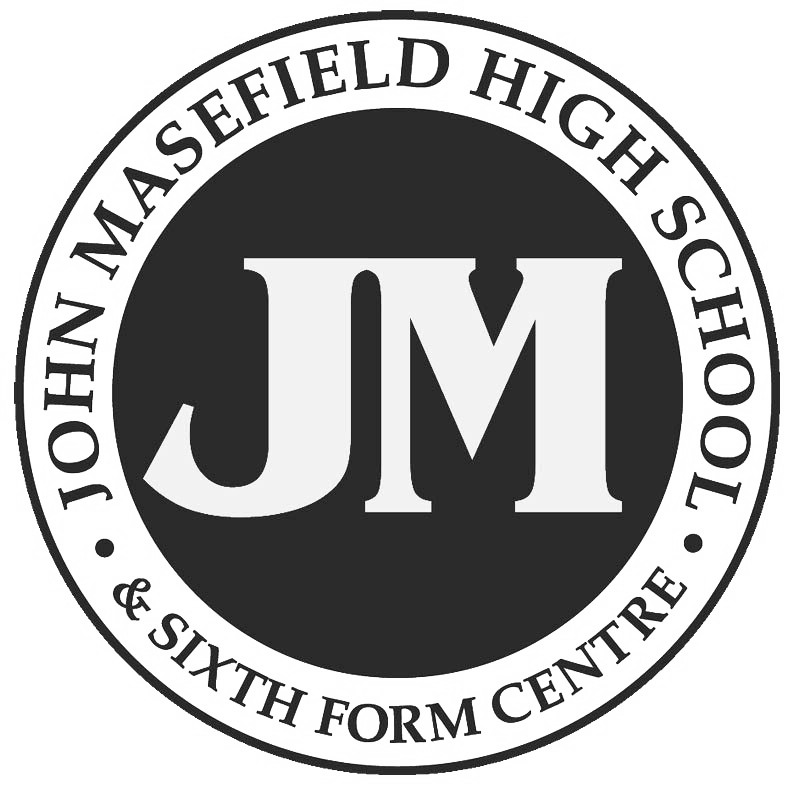 JOHN MASEFIELD HIGH SCHOOL
JM
& SIXTH FORM CENTRE